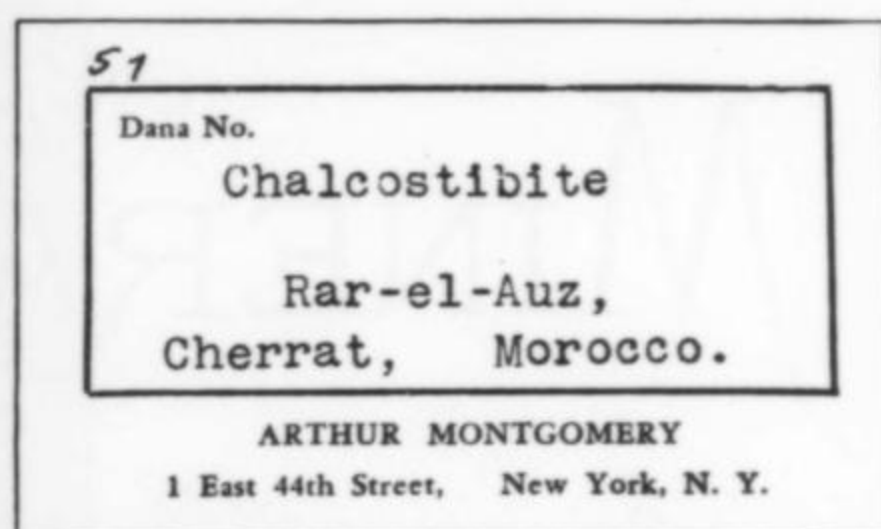 51
Dana No.
Chalcostibite
Rar-el-Auz,
Cherrat, Morocco.
ARTHUR MONTGOMERY
1 East 44th Street, New York, N. Y.